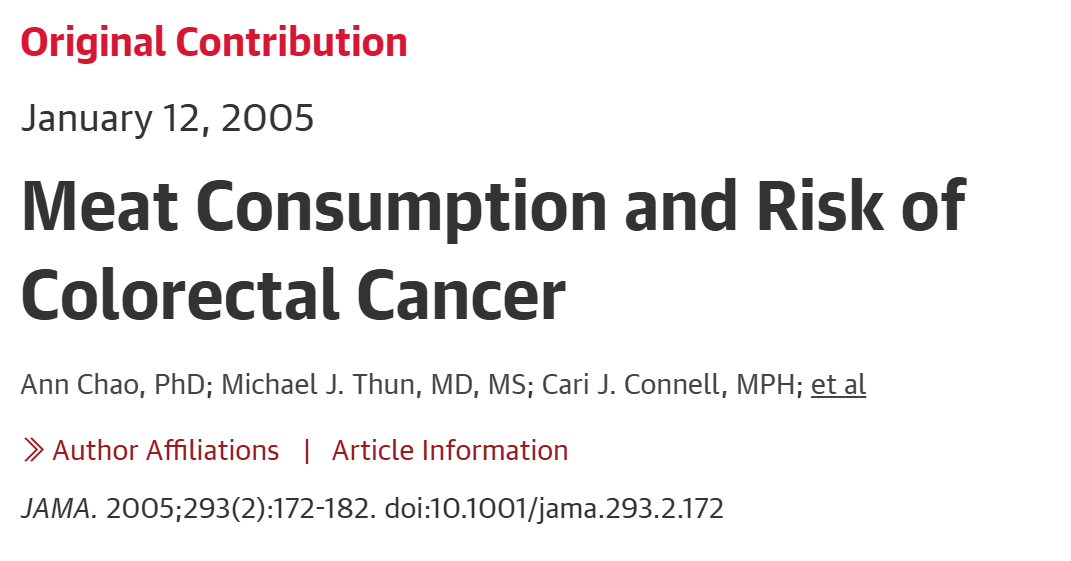 Original Contribution
January 12, 2005
Meat Consumption and Risk of
Colorectal Cancer
Ann Chao, PhD; Michael J. Thun, MD, MS; Cari J. Connell, MPH; et al
Author Affiliations | Article Information
JAMA. 2005;293(2):172-182. doi:10.1001/jama.293.2.172